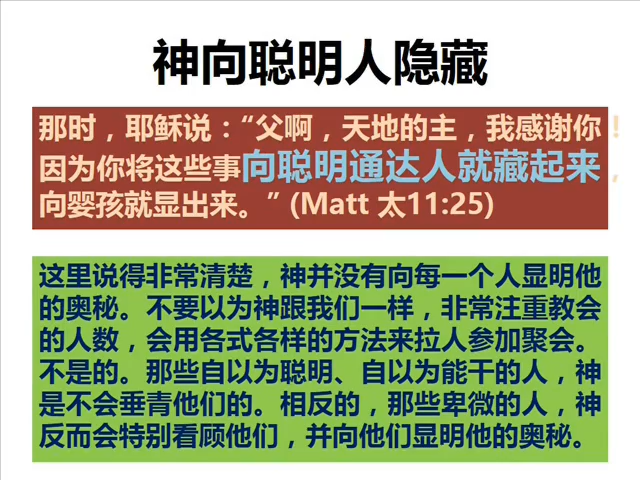 神向聪明人隐藏
那时，耶稣说：“父啊，天地的主，我感谢你！
因为你将这些事向聪明通达人就藏起来，
向婴孩就显出来。”(Matt 太11:25)
这里说得非常清楚，神并没有向每一个人显明他
的奥秘。不要以为神跟我们一样，非常注重教会
的人数，会用各式各样的方法来拉人参加聚会。
不是的。那些自以为聪明、自以为能干的人，神
是不会垂青他们的。相反的，那些卑微的人，神
反而会特别看顾他们，并向他们显明他的奥秘。